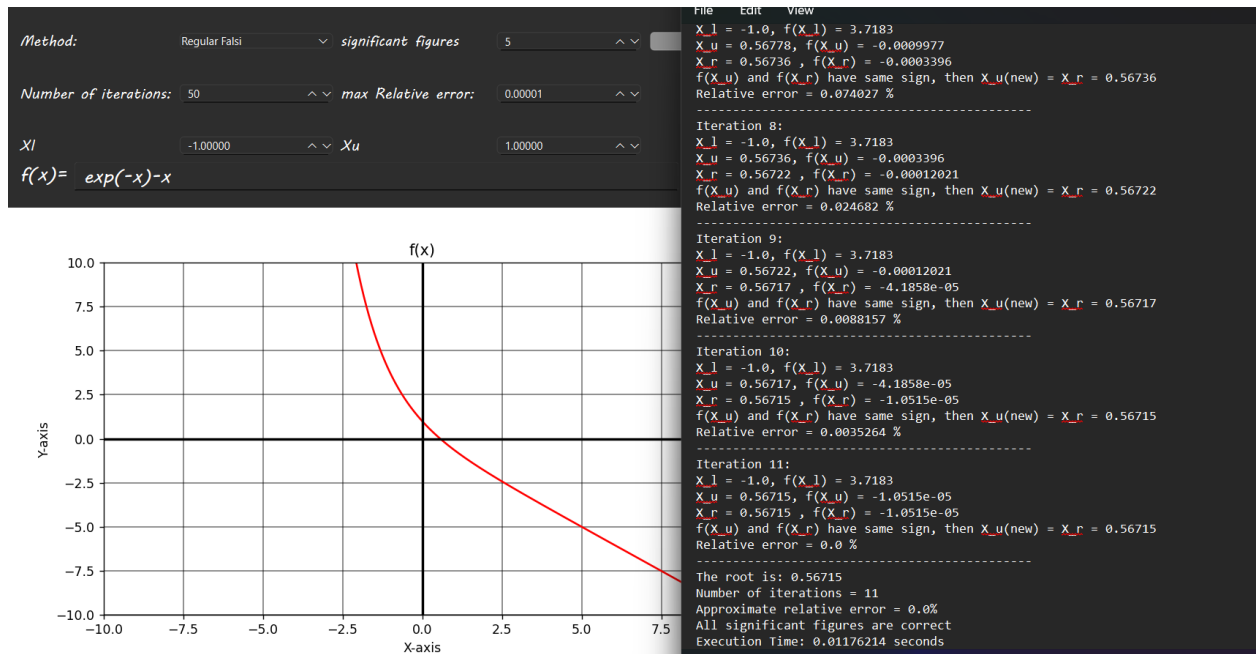 Method: Regular Falsi significant figures 5
Number of iterations: 50 max Relative error: 0.00001
Xl -1.00000 Xu 1.00000
f(x)= exp(-x)-x
f(x)
10.0
7.5
5.0
2.5
0.0
−2.5
−5.0
−7.5
−10.0
Y-axis
−10.0 −7.5 −5.0 −2.5 0.0 2.5 5.0 7.5
X-axis
File Edit View
X_l = -1.0, f(X_l) = 3.7183
X_u = 0.56778, f(X_u) = -0.0009977
X_r = 0.56736 , f(X_r) = -0.0003396
f(X_u) and f(X_r) have same sign, then X_u(new) = X_r = 0.56736
Relative error = 0.074027 %
------------------------------------------------
Iteration 8:
X_l = -1.0, f(X_l) = 3.7183
X_u = 0.56736, f(X_u) = -0.0003396
X_r = 0.56722 , f(X_r) = -0.00012021
f(X_u) and f(X_r) have same sign, then X_u(new) = X_r = 0.56722
Relative error = 0.024682 %
------------------------------------------------
Iteration 9:
X_l = -1.0, f(X_l) = 3.7183
X_u = 0.56722, f(X_u) = -0.00012021
X_r = 0.56717 , f(X_r) = -4.1858e-05
f(X_u) and f(X_r) have same sign, then X_u(new) = X_r = 0.56717
Relative error = 0.0088157 %
------------------------------------------------
Iteration 10:
X_l = -1.0, f(X_l) = 3.7183
X_u = 0.56717, f(X_u) = -4.1858e-05
X_r = 0.56715 , f(X_r) = -1.0515e-05
f(X_u) and f(X_r) have same sign, then X_u(new) = X_r = 0.56715
Relative error = 0.0035264 %
------------------------------------------------
Iteration 11:
X_l = -1.0, f(X_l) = 3.7183
X_u = 0.56715, f(X_u) = -1.0515e-05
X_r = 0.56715 , f(X_r) = -1.0515e-05
f(X_u) and f(X_r) have same sign, then X_u(new) = X_r = 0.56715
Relative error = 0.0 %
------------------------------------------------
The root is: 0.56715
Number of iterations = 11
Approximate relative error = 0.0%
All significant figures are correct
Execution Time: 0.01176214 seconds